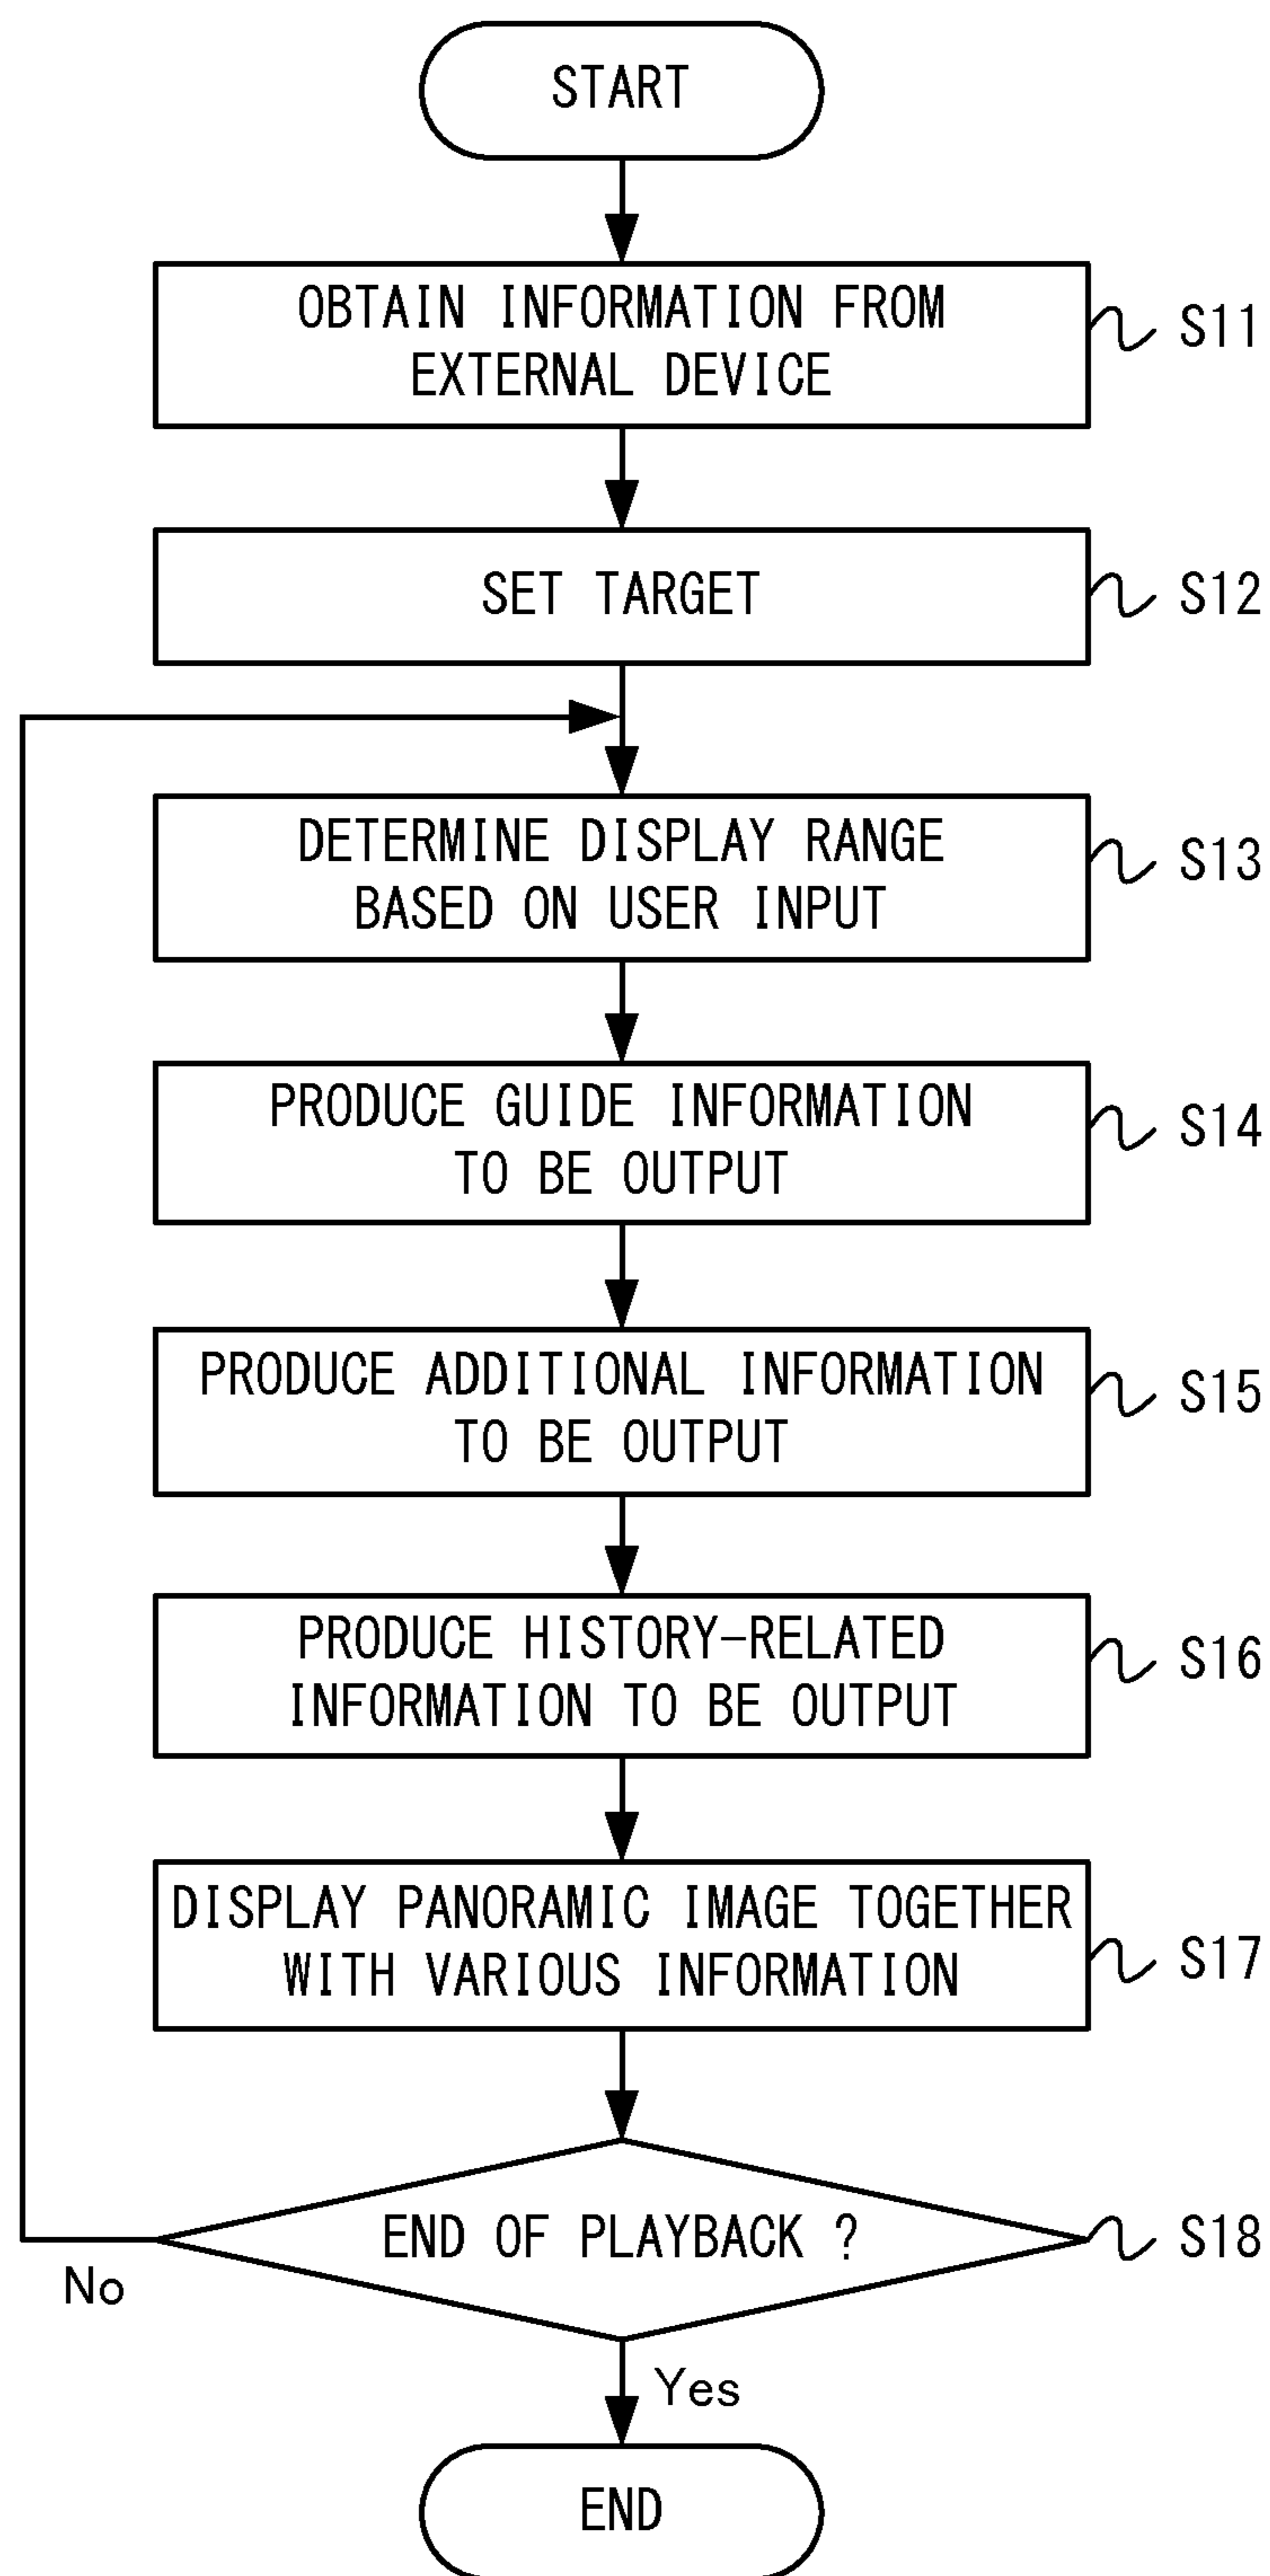 START
OBTAIN INFORMATION FROM
EXTERNAL DEVICE
S11
SET TARGET
S12
DETERMINE DISPLAY RANGE
BASED ON USER INPUT
S13
PRODUCE GUIDE INFORMATION
TO BE OUTPUT
S14
PRODUCE ADDITIONAL INFORMATION
TO BE OUTPUT
S15
PRODUCE HISTORY-RELATED
INFORMATION TO BE OUTPUT
S16
DISPLAY PANORAMIC IMAGE TOGETHER
WITH VARIOUS INFORMATION
S17
END OF PLAYBACK ?
S18
No
Yes
END